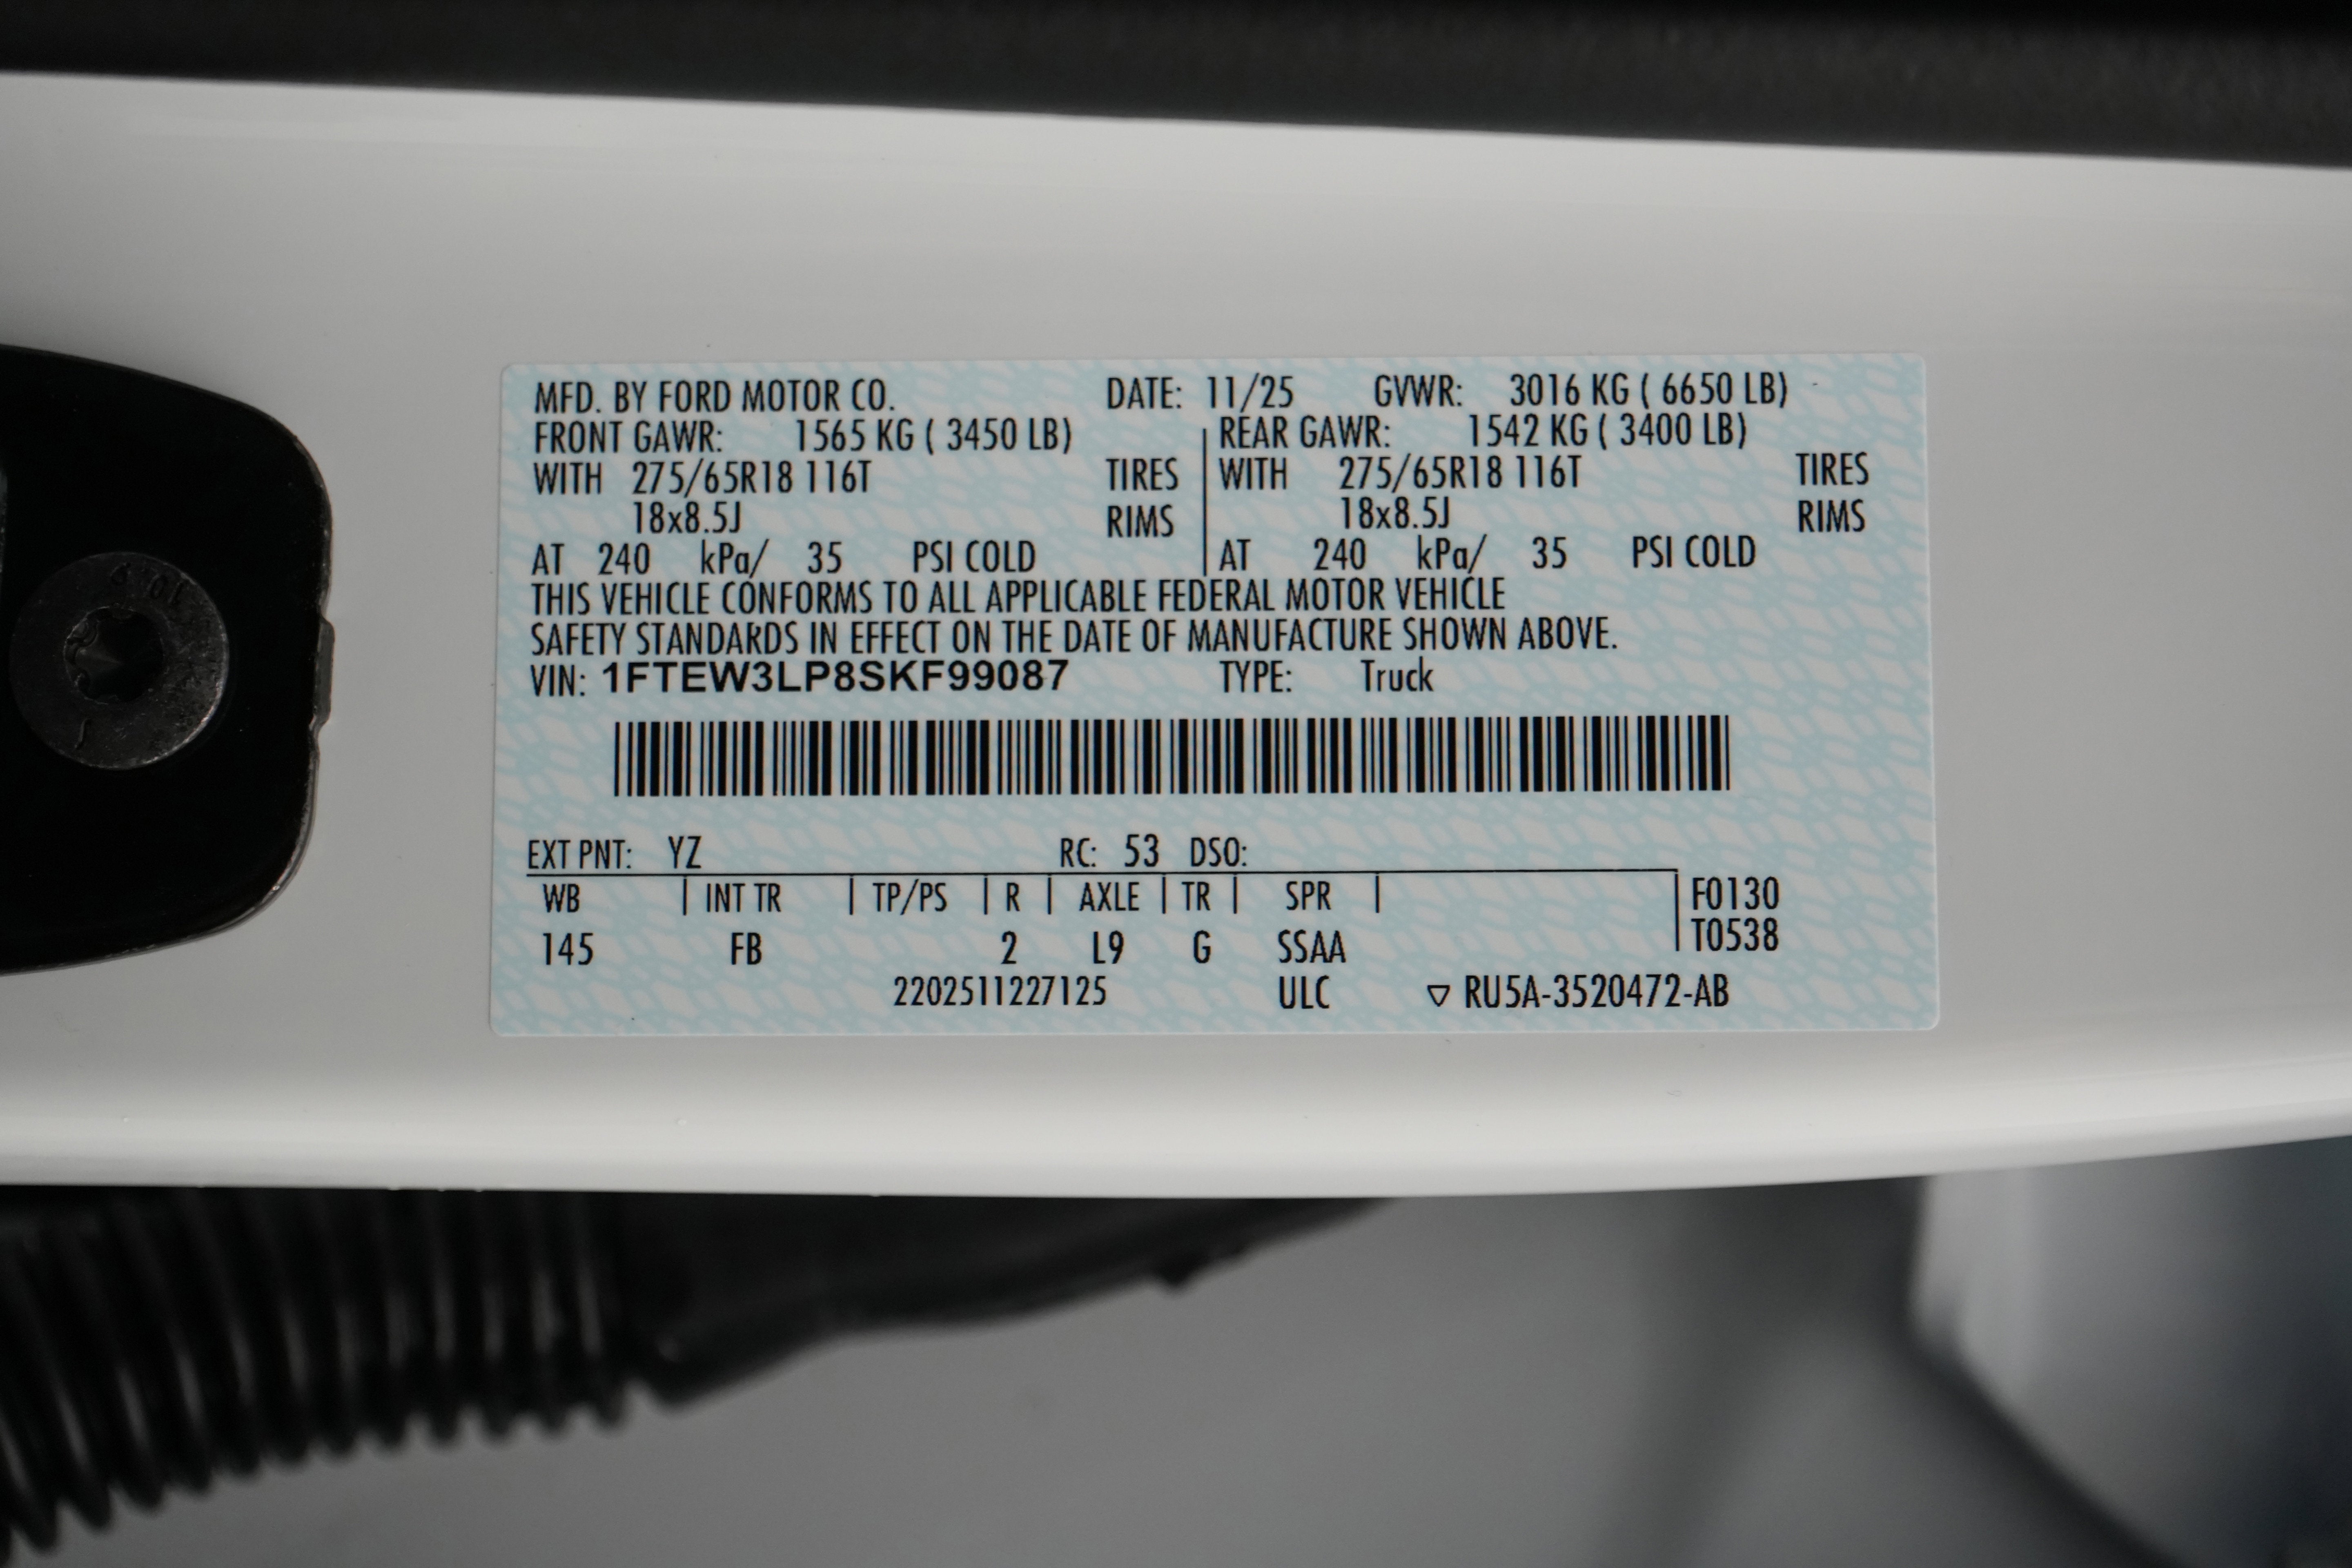 MFD. BY FORD MOTOR CO. DATE: 11/25 GVWR: 3016 KG ( 6650 LB)
FRONT GAWR: 1565 KG ( 3450 LB) REAR GAWR: 1542 KG ( 3400 LB)
WITH 275/65R18 116T TIRES WITH 275/65R18 116T TIRES
18x8.5J RIMS 18x8.5J RIMS
AT 240 kPa/ 35 PSI COLD AT 240 kPa/ 35 PSI COLD
THIS VEHICLE CONFORMS TO ALL APPLICABLE FEDERAL MOTOR VEHICLE
SAFETY STANDARDS IN EFFECT ON THE DATE OF MANUFACTURE SHOWN ABOVE.
VIN: 1FTEW3LP8SKF99087 TYPE: Truck
EXT PNT: YZ RC: 53 DSO:
WB INT TR TP/PS R AXLE TR SPR F0130
T0538
145 FB 2 L9 G SSAA
2202511227125 ULC ▽ RU5A-3520472-AB
10.9